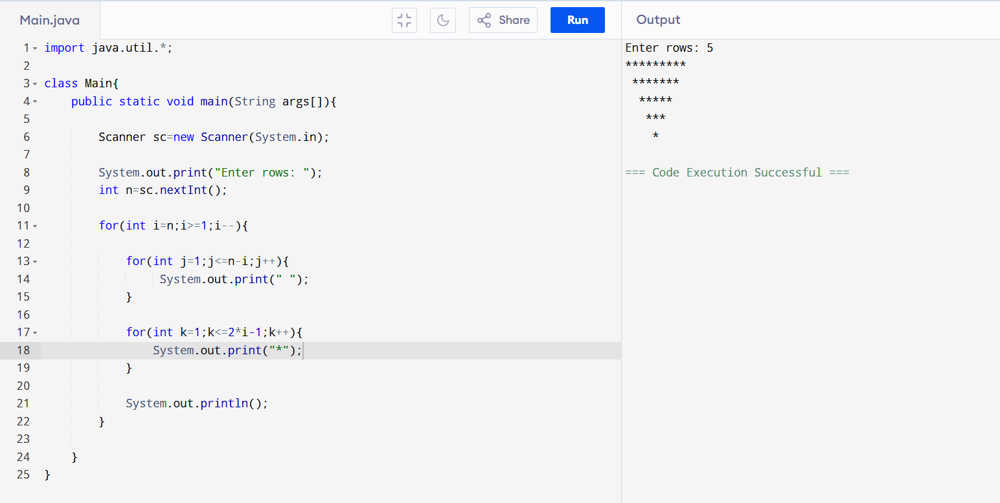 Main.java
Share
Run
Output
1 import java.util.*;
2
3 class Main{
4     public static void main(String args[]){
5
6         Scanner sc=new Scanner(System.in);
7
8         System.out.print("Enter rows: ");
9         int n=sc.nextInt();
10
11         for(int i=n;i>=1;i--){
12
13             for(int j=1;j<=n-i;j++){
14                  System.out.print(" ");
15             }
16
17             for(int k=1;k<=2*i-1;k++){
18                 System.out.print("*");
19             }
20
21             System.out.println();
22         }
23
24     }
25 }
Enter rows: 5
*********
 *******
  *****
   ***
    *
=== Code Execution Successful ===